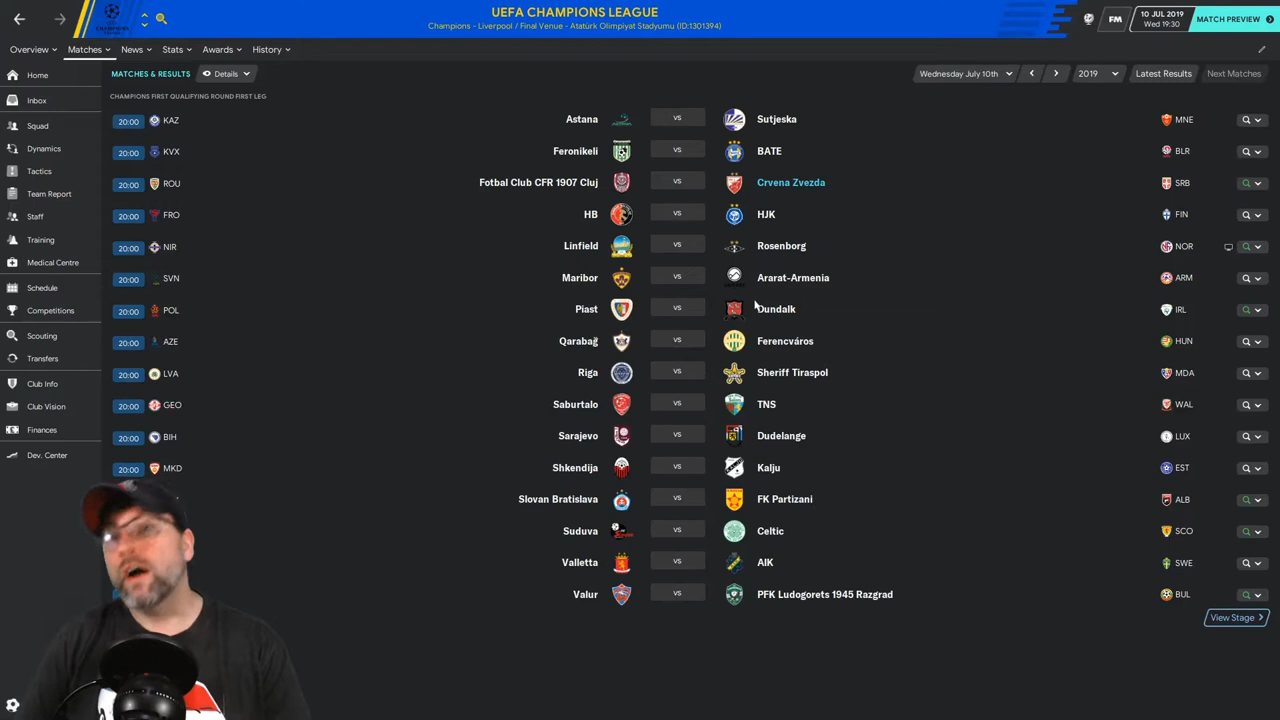 UEFA CHAMPIONS LEAGUE
Champions - Liverpool / Final Venue - Atatürk Olimpiyat Stadyumu (ID:1301394)
FM
10 JUL 2019
Wed 19:30
MATCH PREVIEW
Overview
Matches
News
Stats
Awards
History
Home
Inbox
Squad
Dynamics
Tactics
Team Report
Staff
Training
Medical Centre
Schedule
Competitions
Scouting
Transfers
Club Info
Club Vision
Finances
Dev. Center
MATCHES & RESULTS
Details
Wednesday July 10th
2019
Latest Results
Next Matches
CHAMPIONS FIRST QUALIFYING ROUND FIRST LEG
20:00 KAZ Astana vs Sutjeska MNE
20:00 KVX Feronikeli vs BATE BLR
20:00 ROU Fotbal Club CFR 1907 Cluj vs Crvena Zvezda SRB
20:00 FRO HB vs HJK FIN
20:00 NIR Linfield vs Rosenborg NOR
20:00 SVN Maribor vs Ararat-Armenia ARM
20:00 POL Piast vs Dundalk IRL
20:00 AZE Qarabağ vs Ferencváros HUN
20:00 LVA Riga vs Sheriff Tiraspol MDA
20:00 GEO Saburtalo vs TNS WAL
20:00 BIH Sarajevo vs Dudelange LUX
20:00 MKD Shkendija vs Kalju EST
Slovan Bratislava vs FK Partizani ALB
Suduva vs Celtic SCO
Valletta vs AIK SWE
Valur vs PFK Ludogorets 1945 Razgrad BUL
View Stage